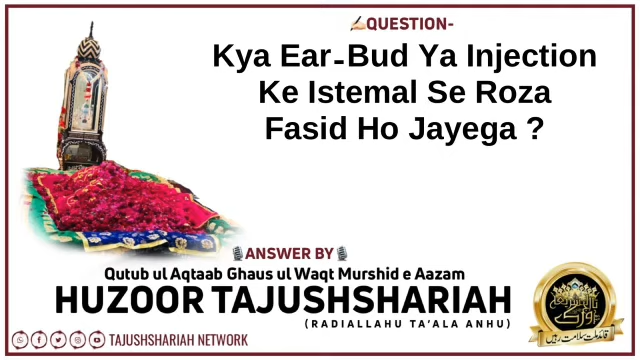 ✍🏻QUESTION-
Kya Ear-Bud Ya Injection
Ke Istemal Se Roza
Fasid Ho Jayega ?
🎙️ANSWER BY🎙️
Qutub ul Aqtaab Ghaus ul Waqt Murshid e Aazam
HUZOOR TAJUSHSHARIAH
(RADIALLAHU TA'ALA ANHU)
TAJUSHSHARIAH NETWORK